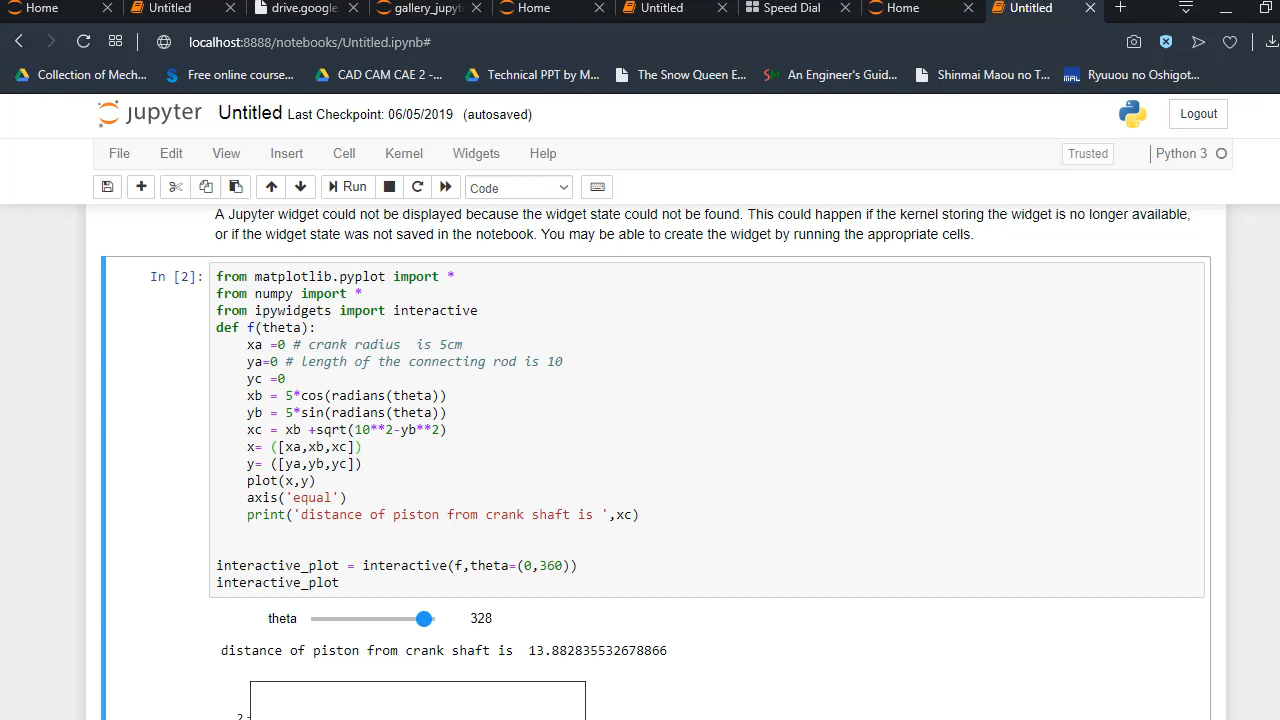 Home
Untitled
drive.google.
gallery_jupyt
Home
Untitled
Speed Dial
Home
Untitled
localhost:8888/notebooks/Untitled.ipynb#
Collection of Mech...
Free online course...
CAD CAM CAE 2 -...
Technical PPT by M...
The Snow Queen E...
An Engineer's Guid...
Shinmai Maou no T...
Ryuuou no Oshigot...
jupyter Untitled Last Checkpoint: 06/05/2019 (autosaved)
Logout
File Edit View Insert Cell Kernel Widgets Help
Trusted
Python 3
Run
Code
A Jupyter widget could not be displayed because the widget state could not be found. This could happen if the kernel storing the widget is no longer available,
or if the widget state was not saved in the notebook. You may be able to create the widget by running the appropriate cells.
In [2]:
from matplotlib.pyplot import *
from numpy import *
from ipywidgets import interactive
def f(theta):
    xa =0 # crank radius  is 5cm
    ya=0 # length of the connecting rod is 10
    yc =0
    xb = 5*cos(radians(theta))
    yb = 5*sin(radians(theta))
    xc = xb +sqrt(10**2-yb**2)
    x= ([xa,xb,xc])
    y= ([ya,yb,yc])
    plot(x,y)
    axis('equal')
    print('distance of piston from crank shaft is ',xc)
interactive_plot = interactive(f,theta=(0,360))
interactive_plot
theta 328
distance of piston from crank shaft is  13.882835532678866
2